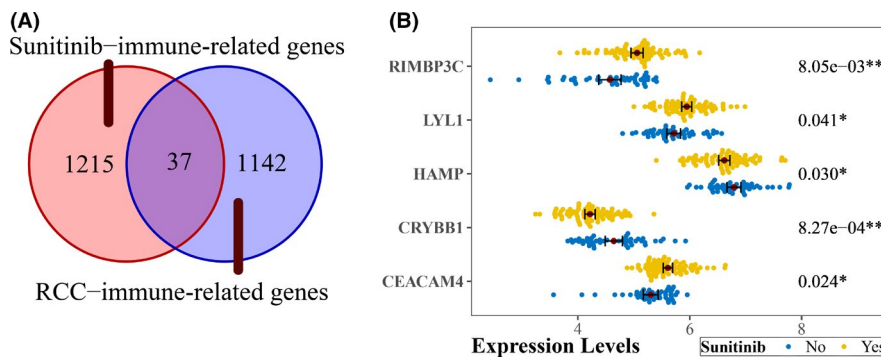 (A)
Sunitinib−immune-related genes
1215 37 1142
RCC−immune-related genes
(B)
RIMBP3C 8.05e−03**
LYL1 0.041*
HAMP 0.030*
CRYBB1 8.27e−04**
CEACAM4 0.024*
4 6 8
Expression Levels
Sunitinib No Yes